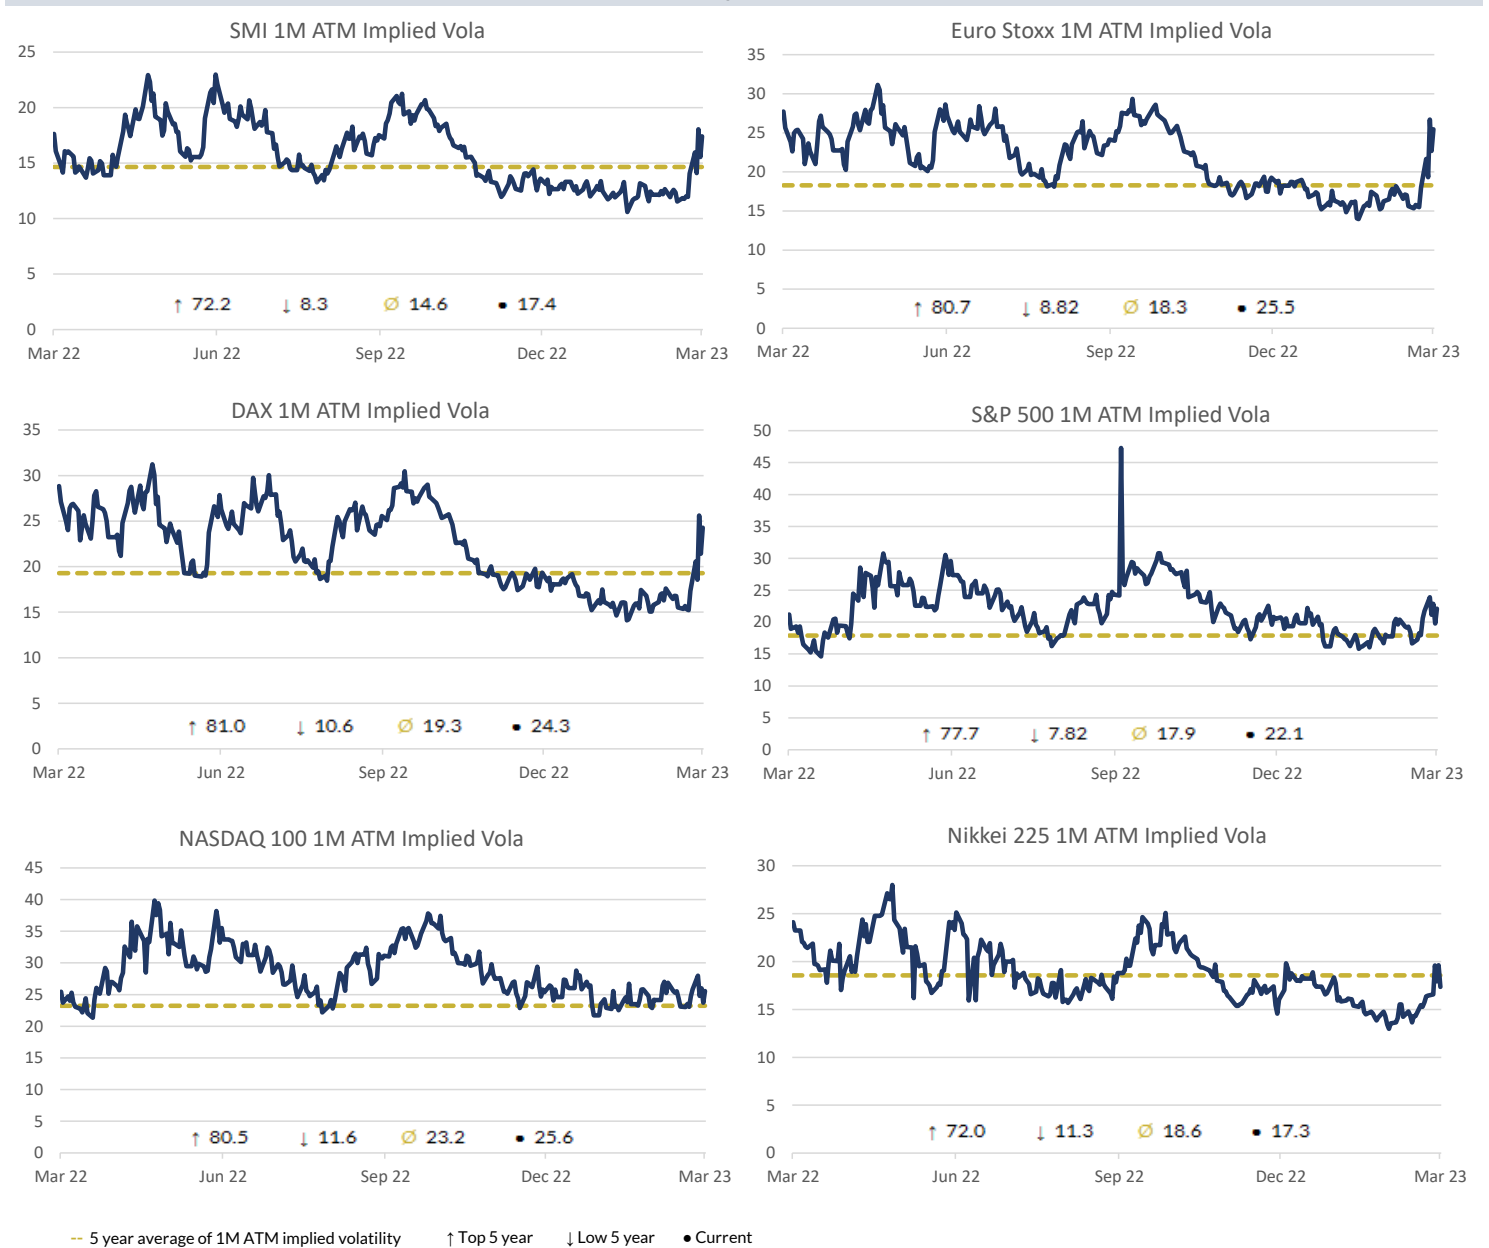 SMI 1M ATM Implied Vola
25
20
15
10
5
0
↑ 72.2 ↓ 8.3 Ø 14.6 • 17.4
Mar 22 Jun 22 Sep 22 Dec 22 Mar 23
Euro Stoxx 1M ATM Implied Vola
35
30
25
20
15
10
5
0
↑ 80.7 ↓ 8.82 Ø 18.3 • 25.5
Mar 22 Jun 22 Sep 22 Dec 22 Mar 23
DAX 1M ATM Implied Vola
35
30
25
20
15
10
5
0
↑ 81.0 ↓ 10.6 Ø 19.3 • 24.3
Mar 22 Jun 22 Sep 22 Dec 22 Mar 23
S&P 500 1M ATM Implied Vola
50
45
40
35
30
25
20
15
10
5
0
↑ 77.7 ↓ 7.82 Ø 17.9 • 22.1
Mar 22 Jun 22 Sep 22 Dec 22 Mar 23
NASDAQ 100 1M ATM Implied Vola
45
40
35
30
25
20
15
10
5
0
↑ 80.5 ↓ 11.6 Ø 23.2 • 25.6
Mar 22 Jun 22 Sep 22 Dec 22 Mar 23
Nikkei 225 1M ATM Implied Vola
30
25
20
15
10
5
0
↑ 72.0 ↓ 11.3 Ø 18.6 • 17.3
Mar 22 Jun 22 Sep 22 Dec 22 Mar 23
-- 5 year average of 1M ATM implied volatility ↑ Top 5 year ↓ Low 5 year • Current